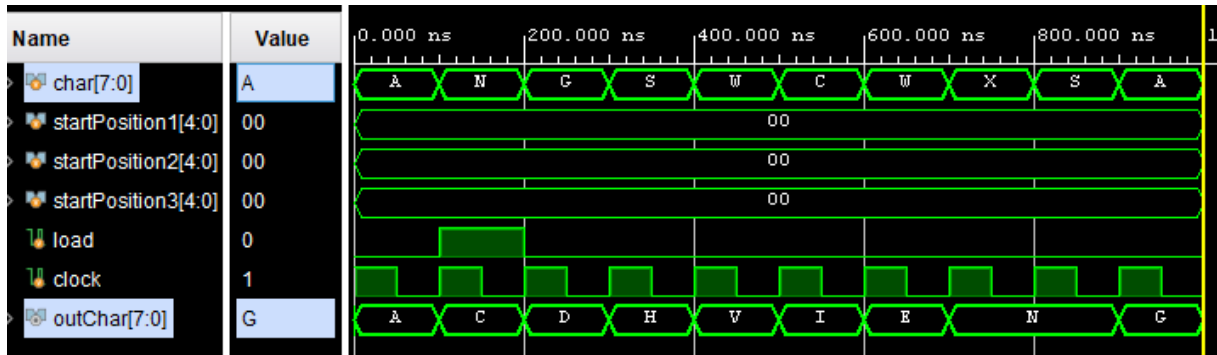 Name Value 0.000 ns 200.000 ns 400.000 ns 600.000 ns 800.000 ns 1
char[7:0] A A N G S W C W X S A
startPosition1[4:0] 00 00
startPosition2[4:0] 00 00
startPosition3[4:0] 00 00
load 0
clock 1
outChar[7:0] G A C D H V I E N G